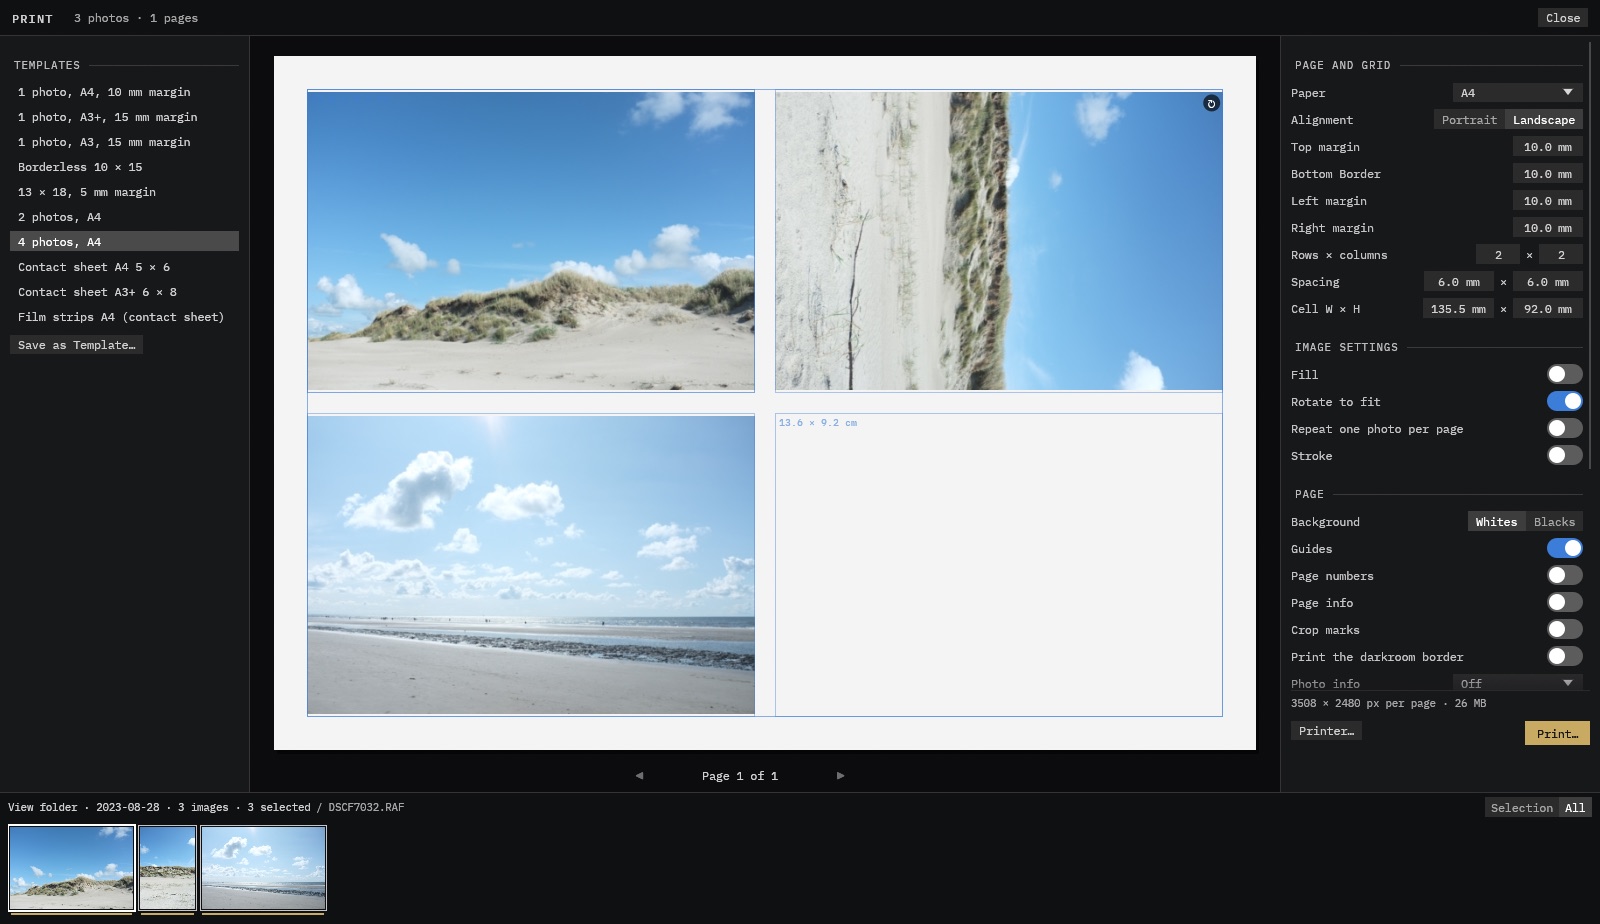 PRINT 3 photos · 1 pages Close
TEMPLATES
1 photo, A4, 10 mm margin
1 photo, A3+, 15 mm margin
1 photo, A3, 15 mm margin
Borderless 10 × 15
13 × 18, 5 mm margin
2 photos, A4
4 photos, A4
Contact sheet A4 5 × 6
Contact sheet A3+ 6 × 8
Film strips A4 (contact sheet)
Save as Template…
13.6 × 9.2 cm
Page 1 of 1
PAGE AND GRID
Paper A4
Alignment Portrait Landscape
Top margin 10.0 mm
Bottom Border 10.0 mm
Left margin 10.0 mm
Right margin 10.0 mm
Rows × columns 2 × 2
Spacing 6.0 mm × 6.0 mm
Cell W × H 135.5 mm × 92.0 mm
IMAGE SETTINGS
Fill
Rotate to fit
Repeat one photo per page
Stroke
PAGE
Background Whites Blacks
Guides
Page numbers
Page info
Crop marks
Print the darkroom border
Photo info Off
3508 × 2480 px per page · 26 MB
Printer… Print…
View folder · 2023-08-28 · 3 images · 3 selected / DSCF7032.RAF Selection All